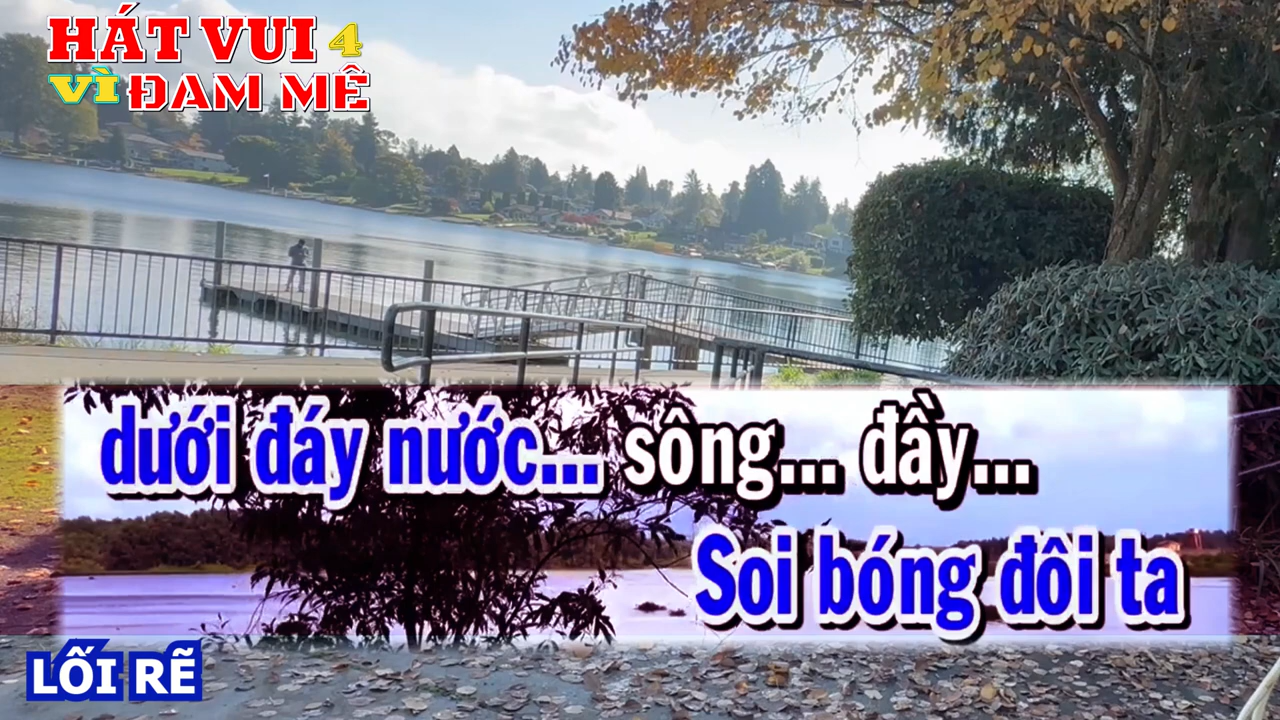 HÁT VUI 4
VÌ ĐAM MÊ
dưới đáy nước... sông... đầy...
Soi bóng đôi ta
LỐI RẼ